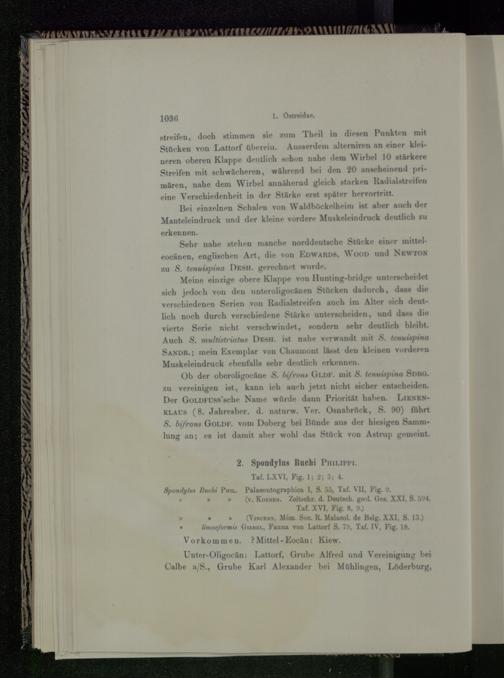 1036
1. Ostreidae.
streifen, doch stimmen sie zum Theil in diesen Punkten mit
Stücken von Lattorf überein. Ausserdem alterniren an einer klei-
neren oberen Klappe deutlich schon nahe dem Wirbel 10 stärkere
Streifen mit schwächeren, während bei den 20 anscheinend pri-
mären, nahe dem Wirbel annähernd gleich starken Radialstreifen
eine Verschiedenheit in der Stärke erst später hervortritt.
Bei einzelnen Schalen von Waldböckelheim ist aber auch der
Manteleindruck und der kleine vordere Muskeleindruck deutlich zu
erkennen.
Sehr nahe stehen manche norddeutsche Stücke einer mittel-
eocänen, englischen Art, die von EDWARDS, WOOD und NEWTON
zu S. tenuispina DESH. gerechnet wurde.
Meine einzige obere Klappe von Hunting-bridge unterscheidet
sich jedoch von den unteroligocänen Stücken dadurch, dass die
verschiedenen Serien von Radialstreifen auch im Alter sich deut-
lich noch durch verschiedene Stärke unterscheiden, und dass die
vierte Serie nicht verschwindet, sondern sehr deutlich bleibt.
Auch S. multistriatus DESH. ist nahe verwandt mit S. tenuispina
SANDB.; mein Exemplar von Chaumont lässt den kleinen vorderen
Muskeleindruck ebenfalls sehr deutlich erkennen.
Ob der oberoligocäne S. bifrons GLDF. mit S. tenuispina SDBG.
zu vereinigen ist, kann ich auch jetzt nicht sicher entscheiden.
Der GOLDFUSS'sche Name würde dann Priorität haben. LIENEN-
KLAUS (8. Jahresber. d. naturw. Ver. Osnabrück, S. 90) führt
S. bifrons GOLDF. vom Doberg bei Bünde aus der hiesigen Samm-
lung an; es ist damit aber wohl das Stück von Astrup gemeint.
2. Spondylus Buchi PHILIPPI.
Taf. LXVI, Fig. 1; 2; 3; 4.
Spondylus Buchi PHIL. Palaeontographica I, S. 55, Taf. VII, Fig. 9.
» » » (v. KOENEN. Zeitschr. d. Deutsch. geol. Ges. XXI, S. 594,
Taf. XVI, Fig. 8, 9.)
» » » (VINCENT, Mém. Soc. R. Malacol. de Belg. XXI, S. 13.)
» limaeformis GIEBEL, Fauna von Lattorf S. 79, Taf. IV, Fig. 18.
Vorkommen. ?Mittel-Eocän: Kiew.
Unter-Oligocän: Lattorf, Grube Alfred und Vereinigung bei
Calbe a/S., Grube Karl Alexander bei Mühlingen, Löderburg,